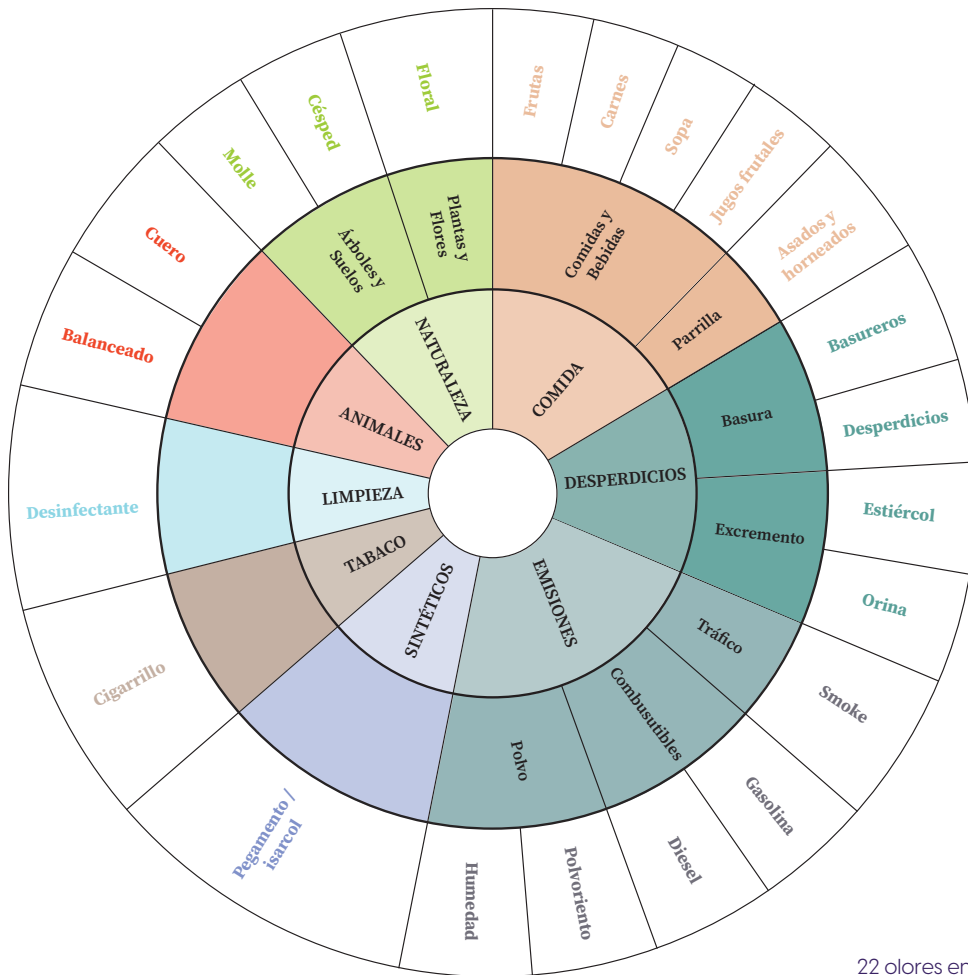 Floral
Frutas
Carnes
Sopa
Jugos frutales
Asados y
horneados
Basureros
Desperdicios
Estiércol
Orina
Smoke
Gasolina
Diesel
Polvoriento
Humedad
Pegamento /
isarcol
Cigarrillo
Desinfectante
Balanceado
Cuero
Molle
Césped
Plantas y
Flores
Comidas y
Bebidas
Parrilla
Basura
Excremento
Tráfico
Combusutibles
Polvo
Árboles y
Suelos
NATURALEZA
COMIDA
DESPERDICIOS
EMISIONES
SINTÉTICOS
TABACO
LIMPIEZA
ANIMALES
22 olores en